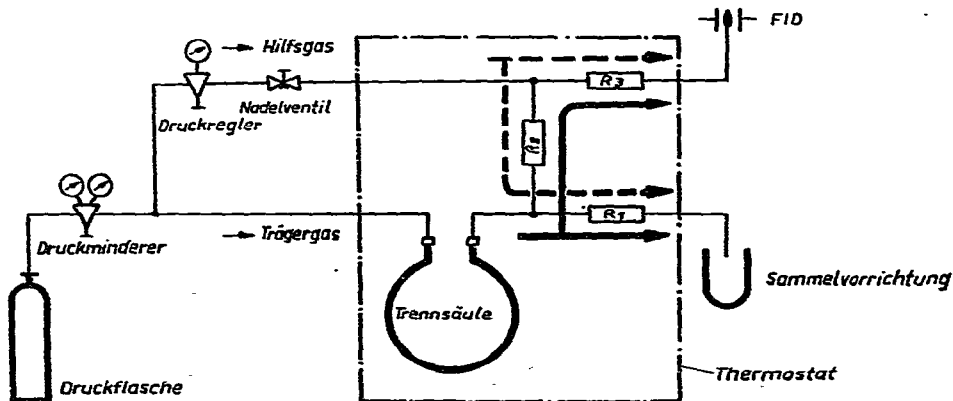 FID
Hilfsgas
Nadelventil
Druckregler
R3
R2
R1
Druckminderer
Trägergas
Trennsäule
Sammelvorrichtung
Thermostat
Druckflasche